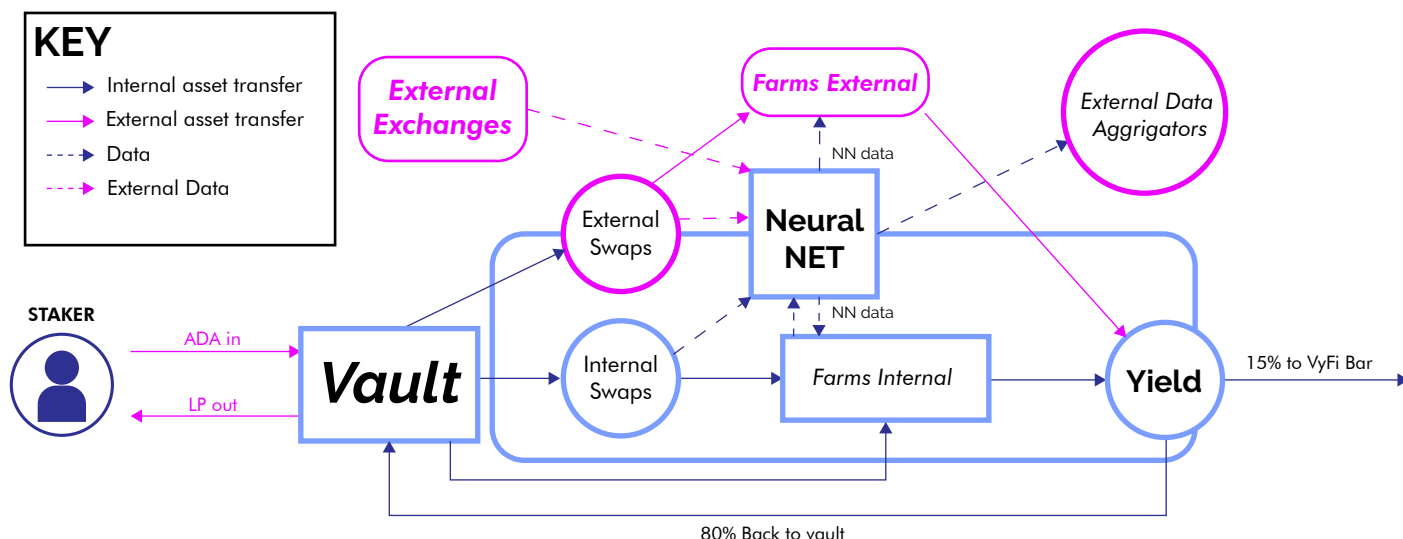 KEY
Internal asset transfer
External asset transfer
Data
External Data
External
Exchanges
Farms External
External Data
Aggrigators
NN data
External
Swaps
Neural
NET
STAKER
ADA in
LP out
Vault
Internal
Swaps
NN data
Farms Internal
Yield
15% to VyFi Bar
80% Back to vault